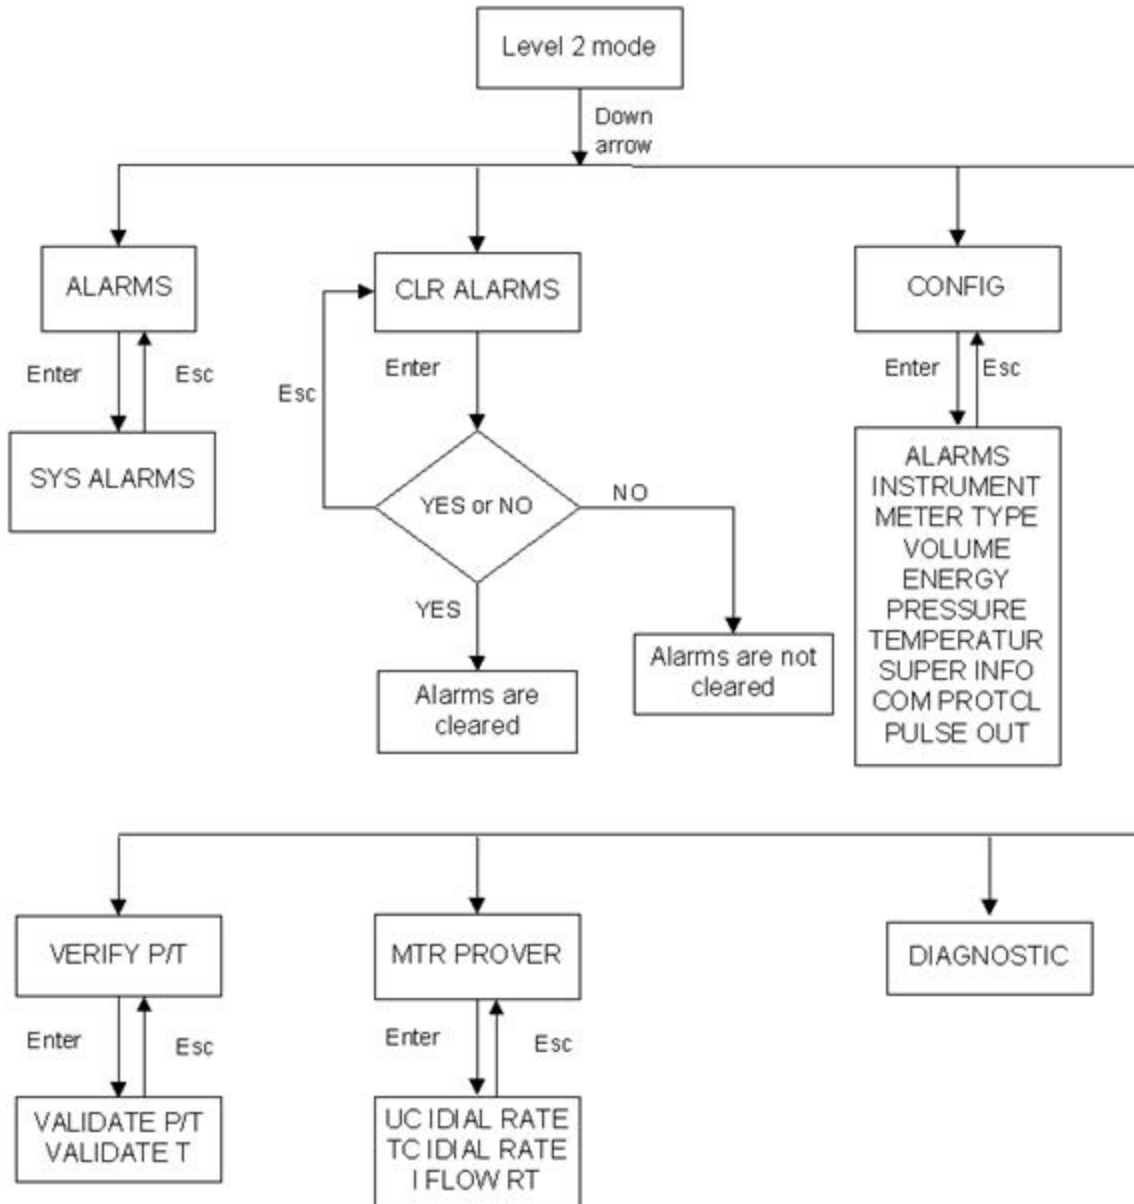 Level 2 mode
Down
arrow
ALARMS
CLR ALARMS
CONFIG
Enter
Esc
Esc
Enter
Enter
Esc
SYS ALARMS
YES or NO
NO
YES
ALARMS
INSTRUMENT
METER TYPE
VOLUME
ENERGY
PRESSURE
TEMPERATUR
SUPER INFO
COM PROTCL
PULSE OUT
Alarms are
cleared
Alarms are not
cleared
VERIFY P/T
MTR PROVER
DIAGNOSTIC
Enter
Esc
Enter
Esc
VALIDATE P/T
VALIDATE T
UC IDIAL RATE
TC IDIAL RATE
I FLOW RT